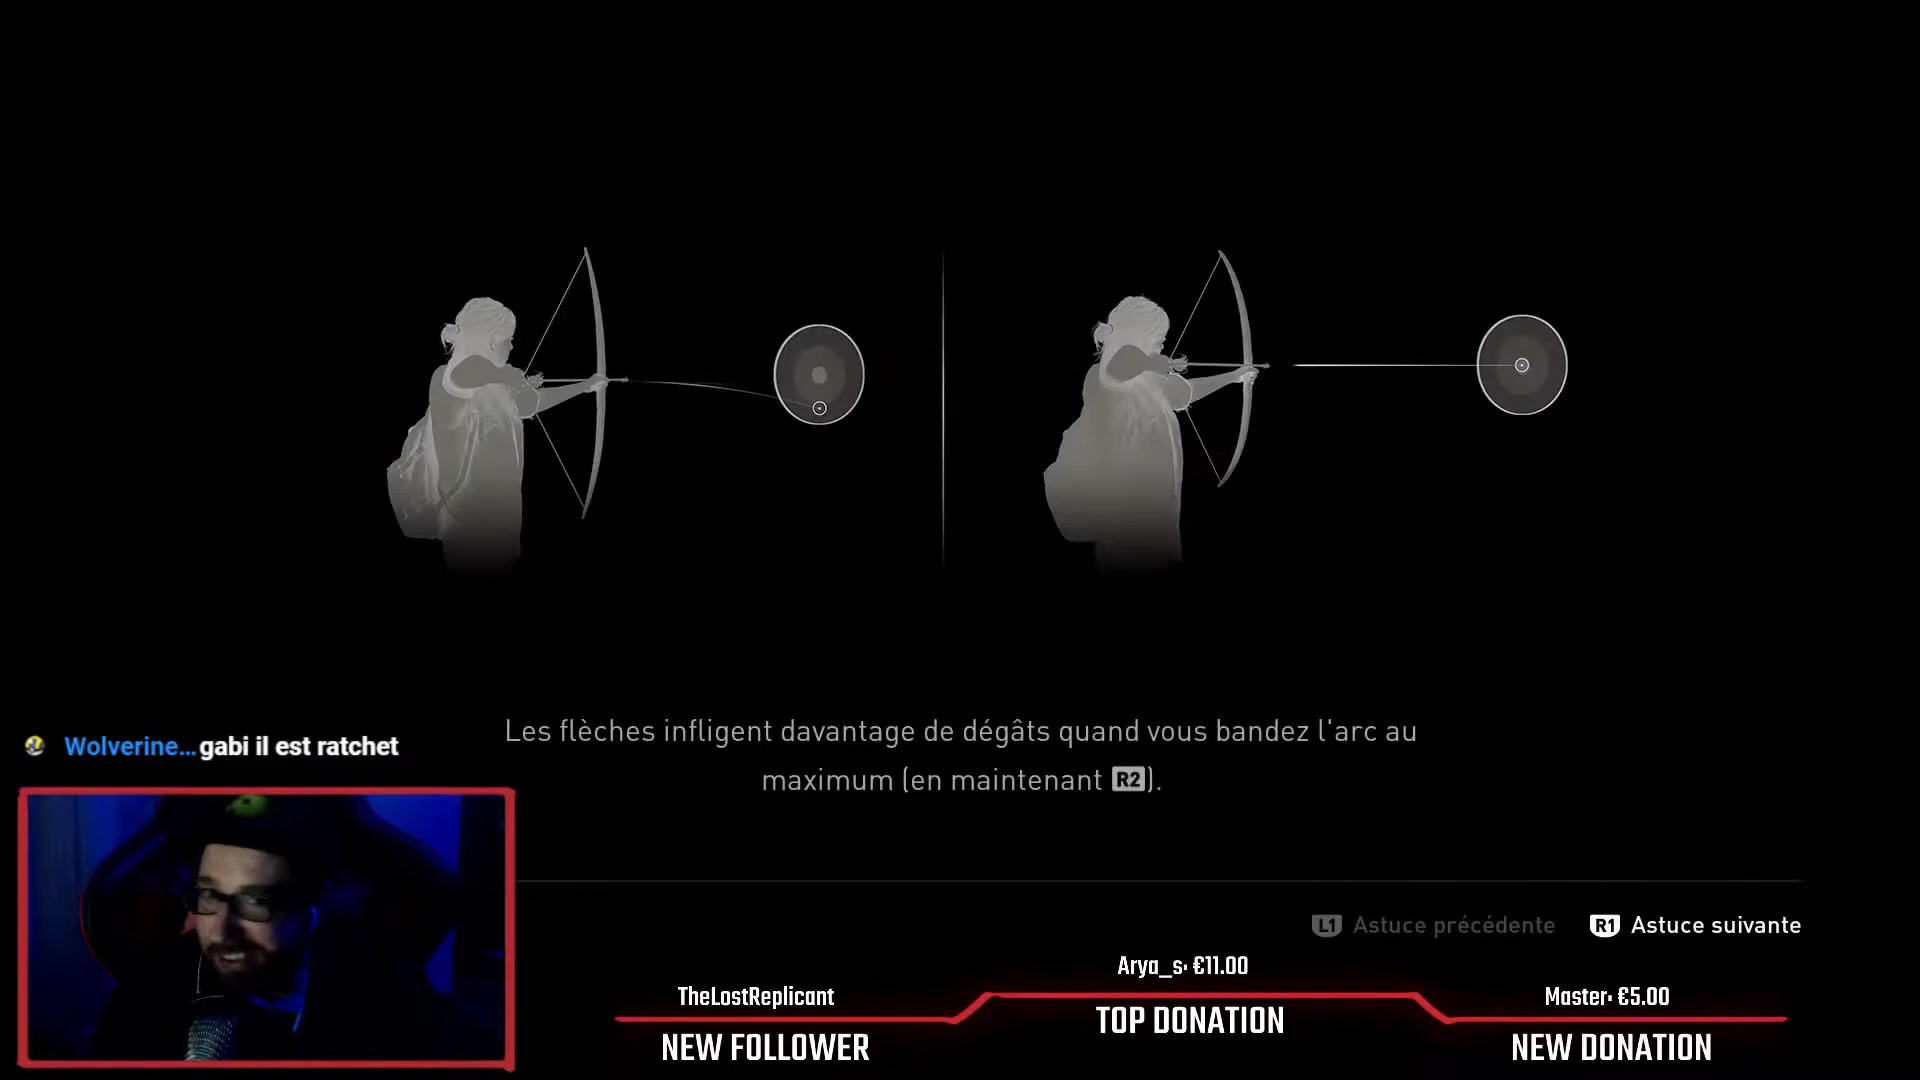 Wolverine... gabi il est ratchet
Les flèches infligent davantage de dégâts quand vous bandez l'arc au
maximum (en maintenant R2).
L1 Astuce précédente R1 Astuce suivante
Arya_s: €11.00
TheLostReplicant
Master: €5.00
TOP DONATION
NEW FOLLOWER
NEW DONATION